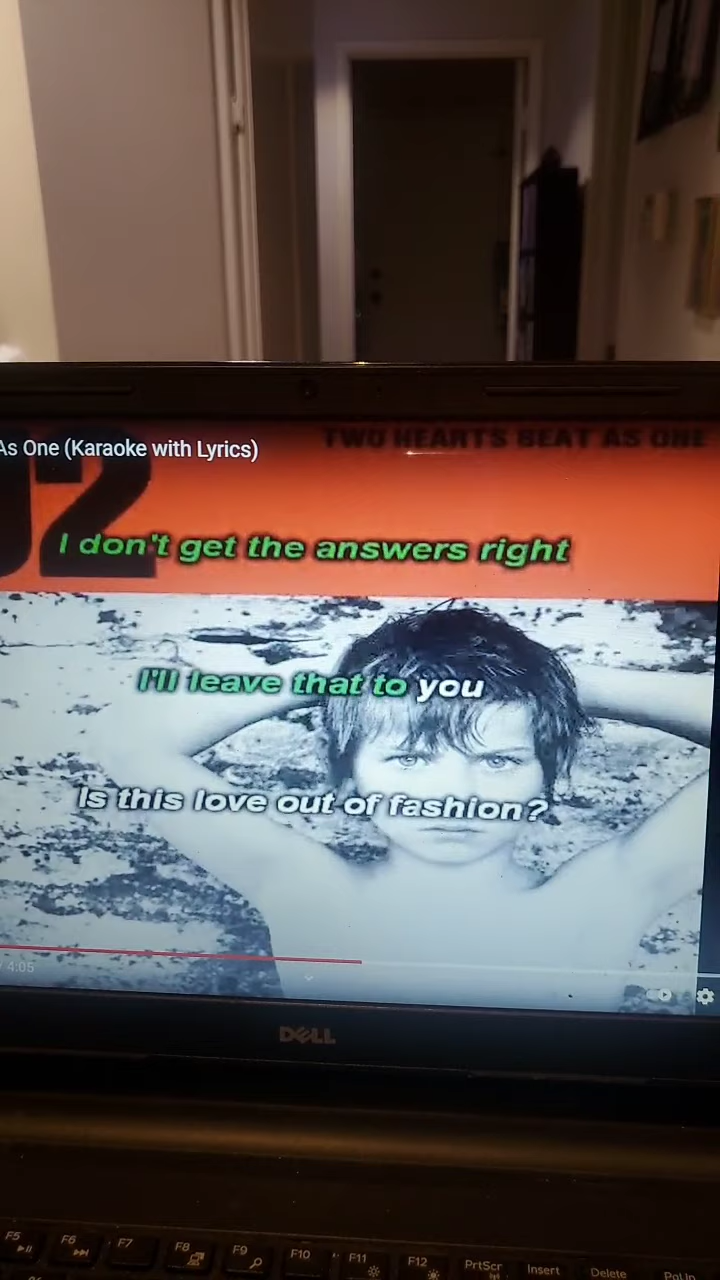 As One (Karaoke with Lyrics)
TWO HEARTS BEAT AS ONE
U2
I don't get the answers right
I'll leave that to you
Is this love out of fashion?
/ 4:05
DELL
F5 F6 F7 F8 F9 F10 F11 F12 PrtScr Insert Delete PgUp